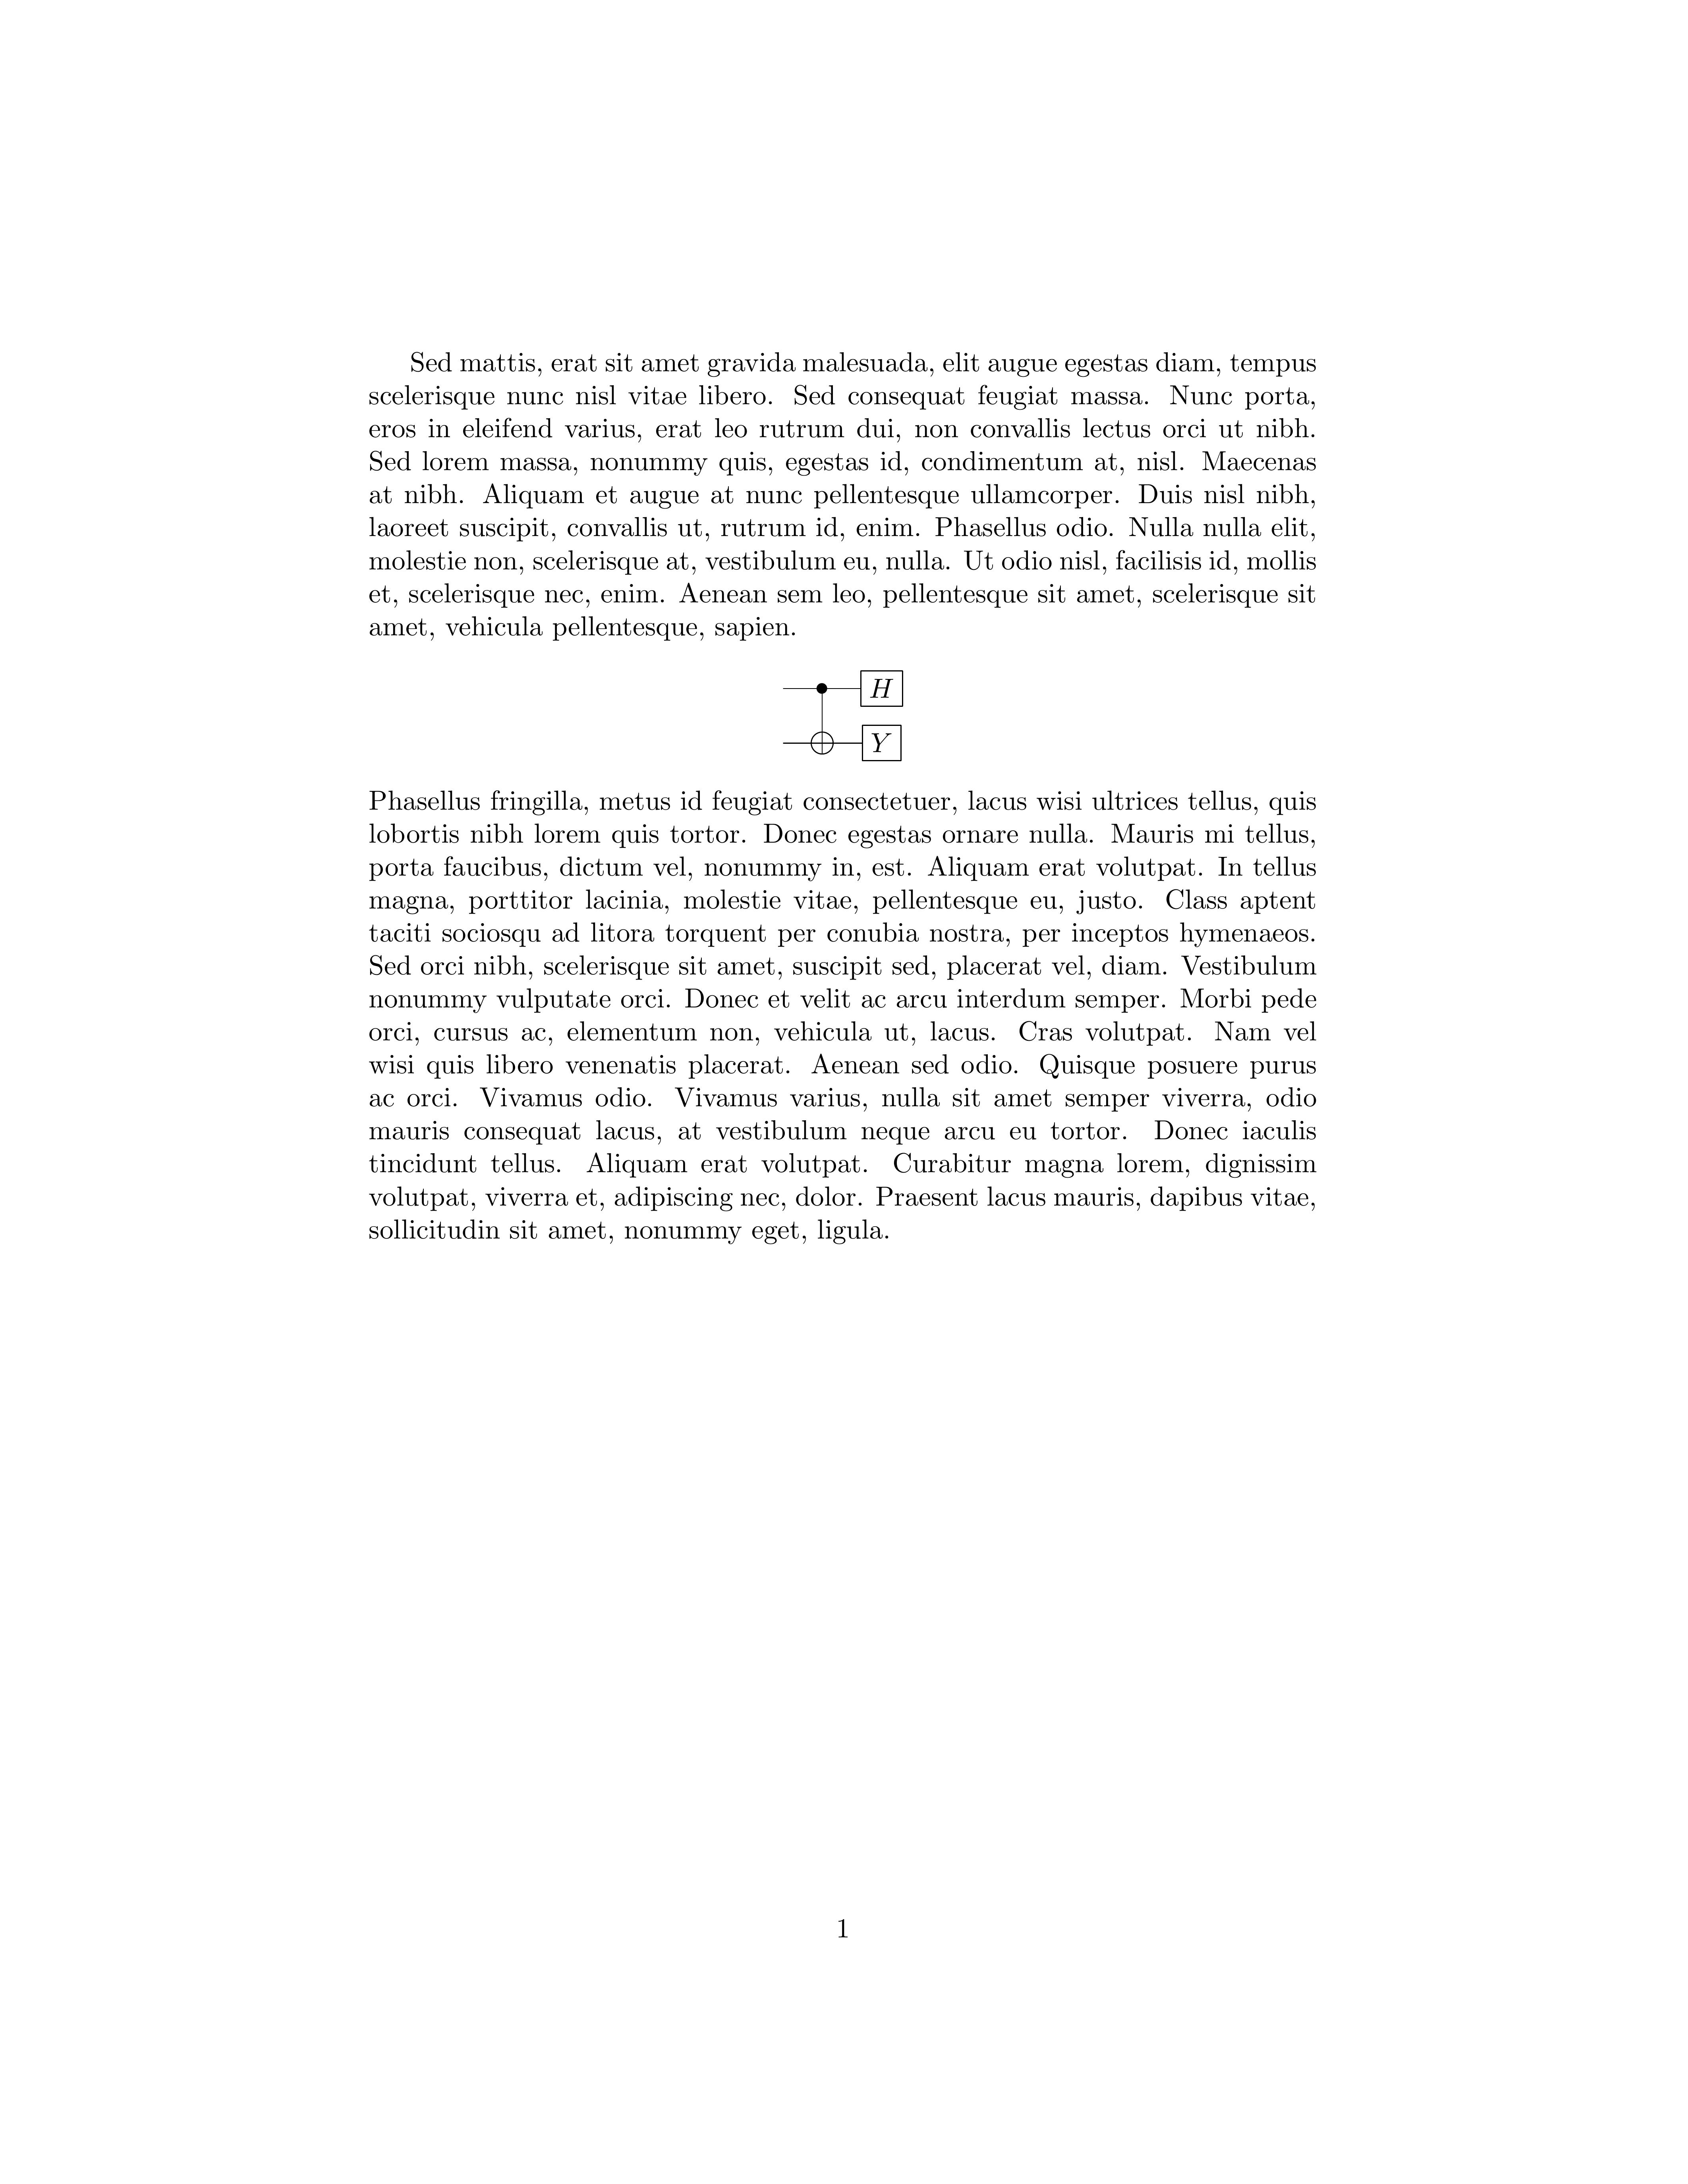 Sed mattis, erat sit amet gravida malesuada, elit augue egestas diam, tempus
scelerisque nunc nisl vitae libero. Sed consequat feugiat massa. Nunc porta,
eros in eleifend varius, erat leo rutrum dui, non convallis lectus orci ut nibh.
Sed lorem massa, nonummy quis, egestas id, condimentum at, nisl. Maecenas
at nibh. Aliquam et augue at nunc pellentesque ullamcorper. Duis nisl nibh,
laoreet suscipit, convallis ut, rutrum id, enim. Phasellus odio. Nulla nulla elit,
molestie non, scelerisque at, vestibulum eu, nulla. Ut odio nisl, facilisis id, mollis
et, scelerisque nec, enim. Aenean sem leo, pellentesque sit amet, scelerisque sit
amet, vehicula pellentesque, sapien.
H
Y
Phasellus fringilla, metus id feugiat consectetuer, lacus wisi ultrices tellus, quis
lobortis nibh lorem quis tortor. Donec egestas ornare nulla. Mauris mi tellus,
porta faucibus, dictum vel, nonummy in, est. Aliquam erat volutpat. In tellus
magna, porttitor lacinia, molestie vitae, pellentesque eu, justo. Class aptent
taciti sociosqu ad litora torquent per conubia nostra, per inceptos hymenaeos.
Sed orci nibh, scelerisque sit amet, suscipit sed, placerat vel, diam. Vestibulum
nonummy vulputate orci. Donec et velit ac arcu interdum semper. Morbi pede
orci, cursus ac, elementum non, vehicula ut, lacus. Cras volutpat. Nam vel
wisi quis libero venenatis placerat. Aenean sed odio. Quisque posuere purus
ac orci. Vivamus odio. Vivamus varius, nulla sit amet semper viverra, odio
mauris consequat lacus, at vestibulum neque arcu eu tortor. Donec iaculis
tincidunt tellus. Aliquam erat volutpat. Curabitur magna lorem, dignissim
volutpat, viverra et, adipiscing nec, dolor. Praesent lacus mauris, dapibus vitae,
sollicitudin sit amet, nonummy eget, ligula.
1